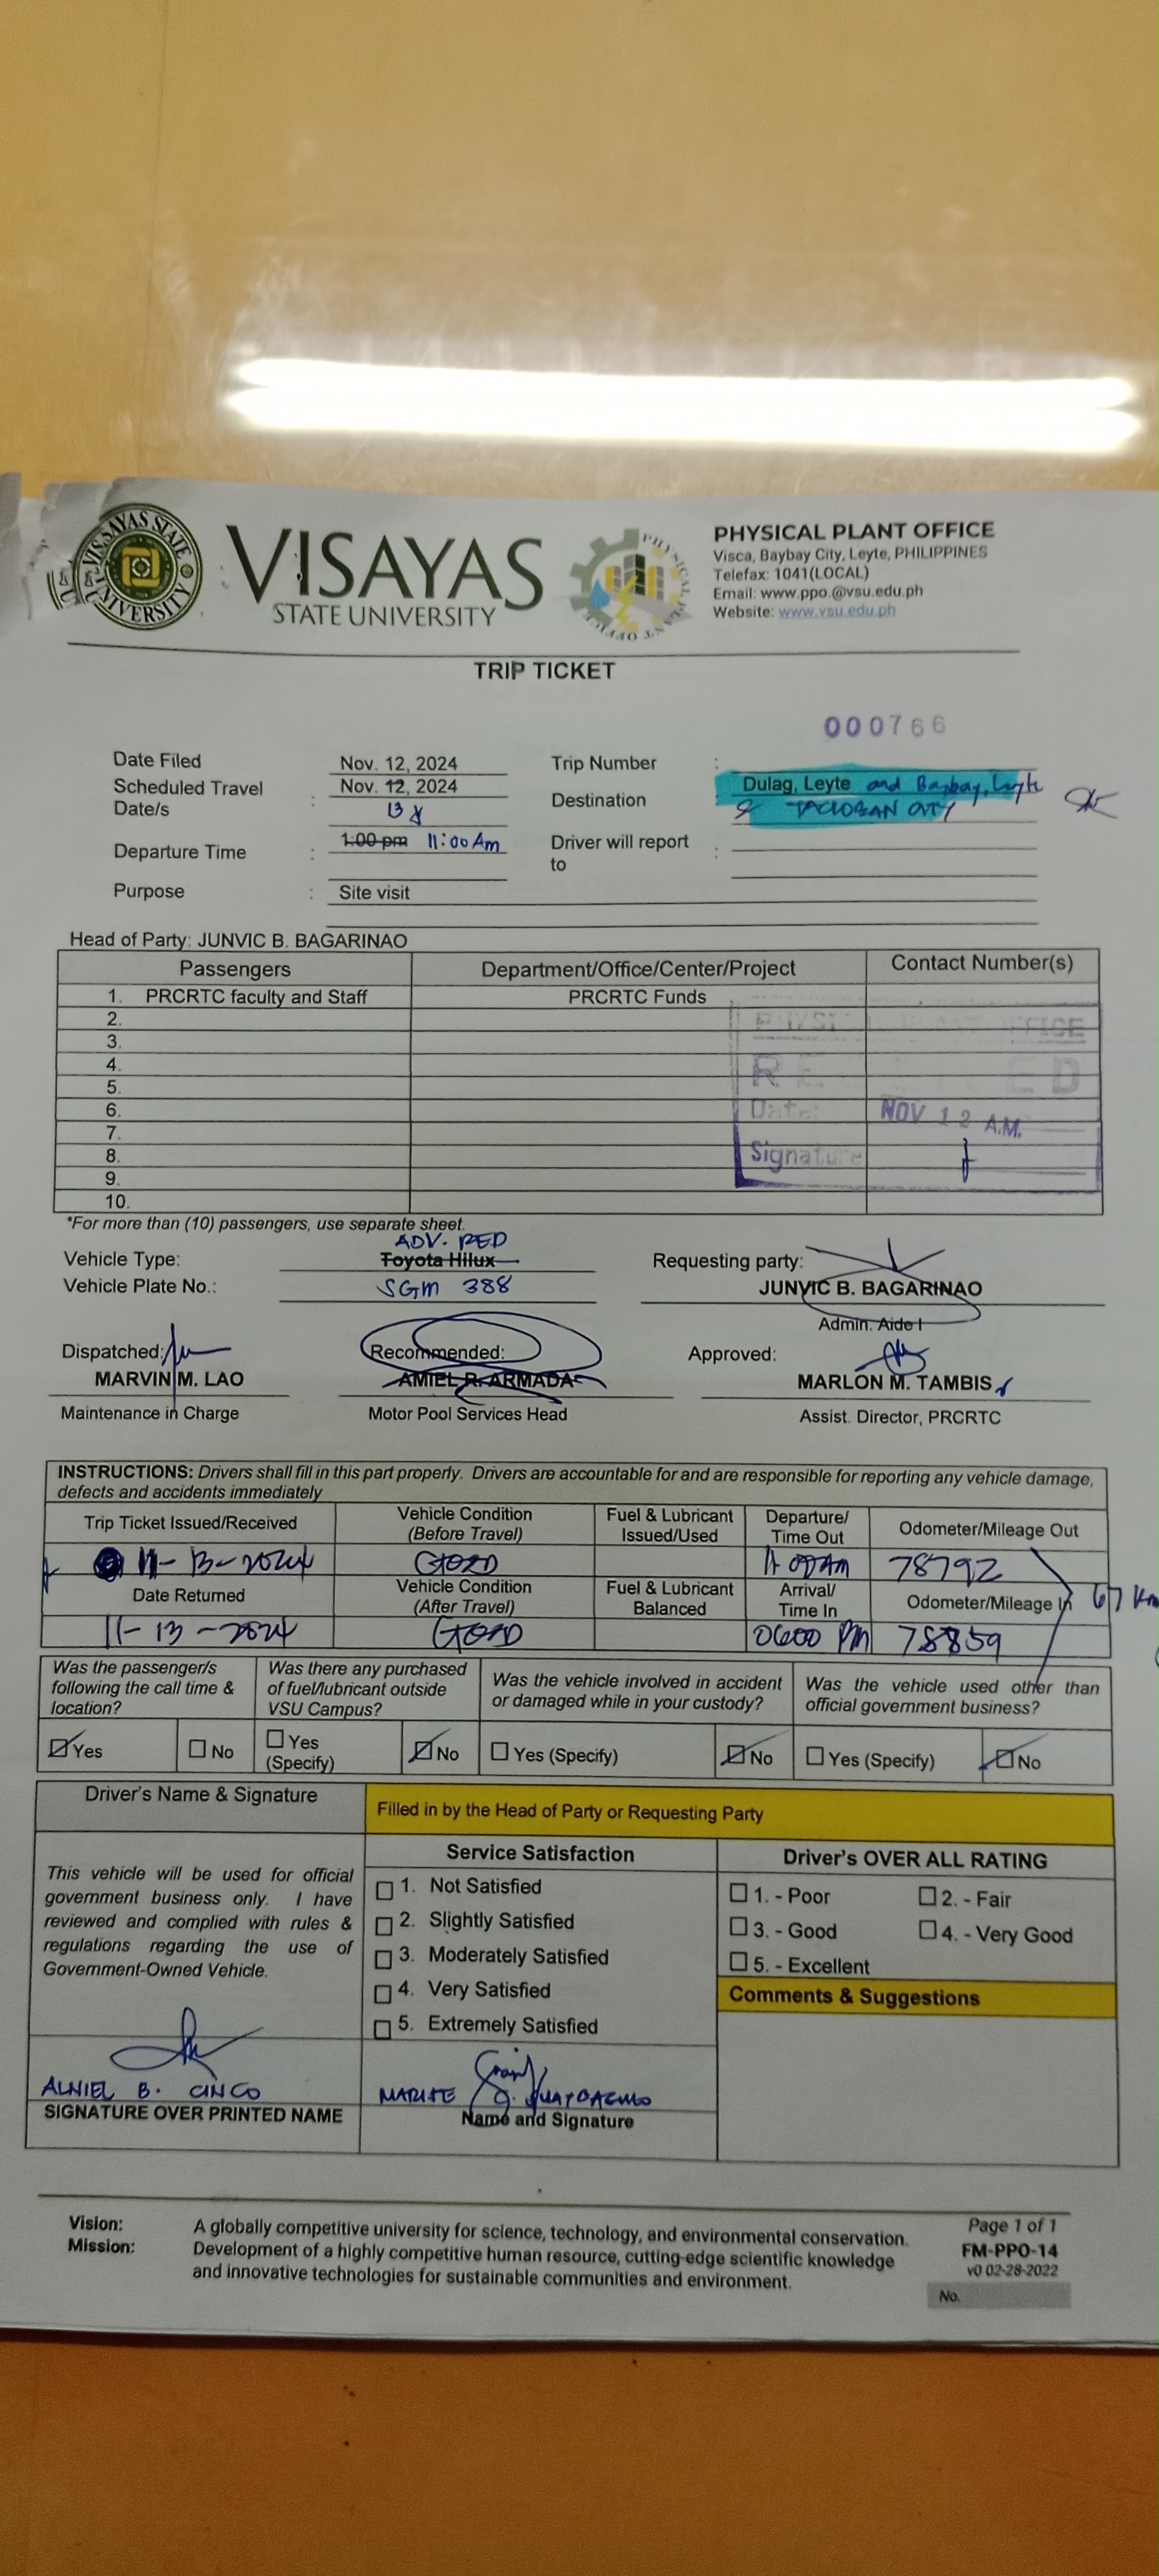 VISAYAS STATE UNIVERSITY
VISAYAS
STATE UNIVERSITY
PHYSICAL PLANT OFFICE
Visca, Baybay City, Leyte, PHILIPPINES
Telefax: 1041(LOCAL)
Email: www.ppo.@vsu.edu.ph
Website: www.vsu.edu.ph
TRIP TICKET
000766
Date Filed Nov. 12, 2024 Trip Number :
Scheduled Travel Date/s : Nov. 12, 2024 13 Destination Dulag, Leyte and Baybay, Leyte
& TACLOBAN CITY
Departure Time : 1:00 pm 11:00 Am Driver will report to :
Purpose : Site visit
Head of Party: JUNVIC B. BAGARINAO
Passengers Department/Office/Center/Project Contact Number(s)
1. PRCRTC faculty and Staff PRCRTC Funds
2.
3.
4.
5.
6.
7.
8.
9.
10.
OFFICE
Date: NOV 12 A.M.
Signature
*For more than (10) passengers, use separate sheet.
ADV. RED
Vehicle Type: Toyota Hilux Requesting party:
Vehicle Plate No.: SGM 388 JUNVIC B. BAGARINAO
Admin. Aide I
Dispatched: Recommended: Approved:
MARVIN M. LAO AMIEL R. ARMADA MARLON M. TAMBIS
Maintenance in Charge Motor Pool Services Head Assist. Director, PRCRTC
INSTRUCTIONS: Drivers shall fill in this part properly. Drivers are accountable for and are responsible for reporting any vehicle damage,
defects and accidents immediately
Trip Ticket Issued/Received Vehicle Condition (Before Travel) Fuel & Lubricant Issued/Used Departure/ Time Out Odometer/Mileage Out
11-13-2024 GOOD 11 00 AM 78792
Date Returned Vehicle Condition (After Travel) Fuel & Lubricant Balanced Arrival/ Time In Odometer/Mileage In 67 Km
11-13-2024 GOOD 0600 PM 78859
Was the passenger/s following the call time & location? Was there any purchased of fuel/lubricant outside VSU Campus? Was the vehicle involved in accident or damaged while in your custody? Was the vehicle used other than official government business?
Yes No Yes (Specify) No Yes (Specify) No Yes (Specify) No
Driver's Name & Signature Filled in by the Head of Party or Requesting Party
Service Satisfaction Driver's OVER ALL RATING
This vehicle will be used for official
government business only. I have
reviewed and complied with rules &
regulations regarding the use of
Government-Owned Vehicle.
1. Not Satisfied
2. Slightly Satisfied
3. Moderately Satisfied
4. Very Satisfied
5. Extremely Satisfied
1. - Poor 2. - Fair
3. - Good 4. - Very Good
5. - Excellent
Comments & Suggestions
ALNIEL B. CINCO
SIGNATURE OVER PRINTED NAME
Name and Signature
Vision: A globally competitive university for science, technology, and environmental conservation.
Mission: Development of a highly competitive human resource, cutting-edge scientific knowledge
and innovative technologies for sustainable communities and environment.
Page 1 of 1
FM-PPO-14
v0 02-28-2022
No.